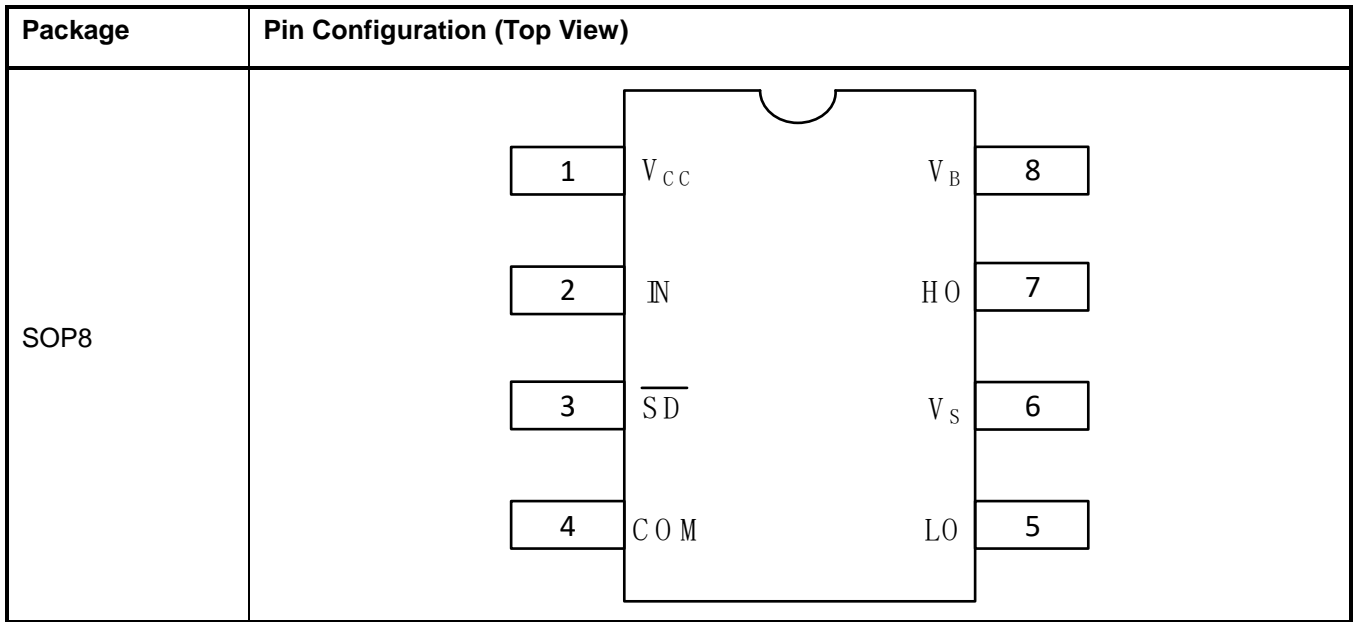 Package Pin Configuration (Top View)
SOP8
1 VCC VB 8
2 IN HO 7
3 S̅D̅ VS 6
4 COM LO 5